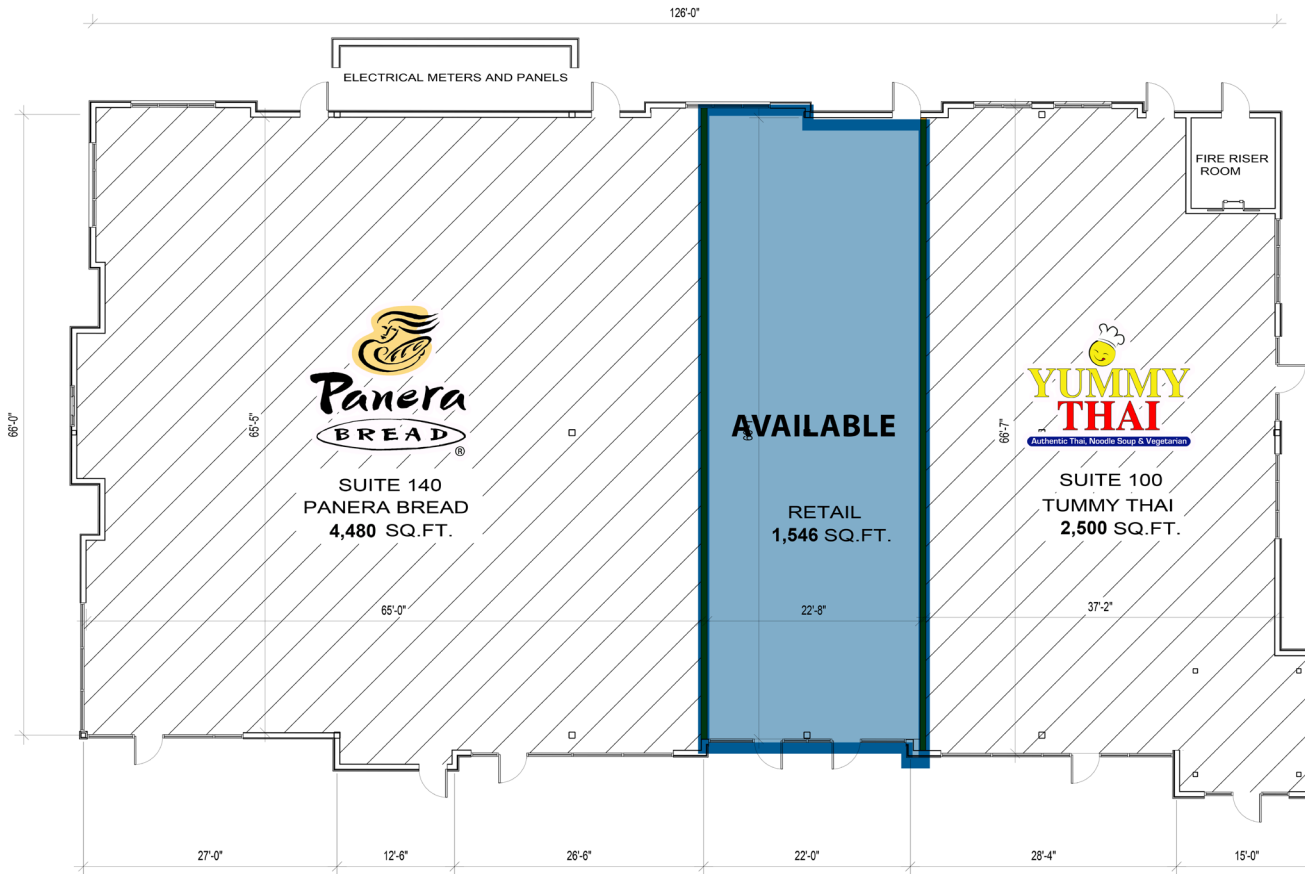 126'-0"
ELECTRICAL METERS AND PANELS
FIRE RISER
ROOM
66'-0"
65'-5"
66'-7"
Panera
BREAD
®
SUITE 140
PANERA BREAD
4,480 SQ.FT.
AVAILABLE
RETAIL
1,546 SQ.FT.
YUMMY
THAI
Authentic Thai, Noodle Soup & Vegetarian
SUITE 100
TUMMY THAI
2,500 SQ.FT.
65'-0"
22'-8"
37'-2"
27'-0"
12'-6"
26'-6"
22'-0"
28'-4"
15'-0"